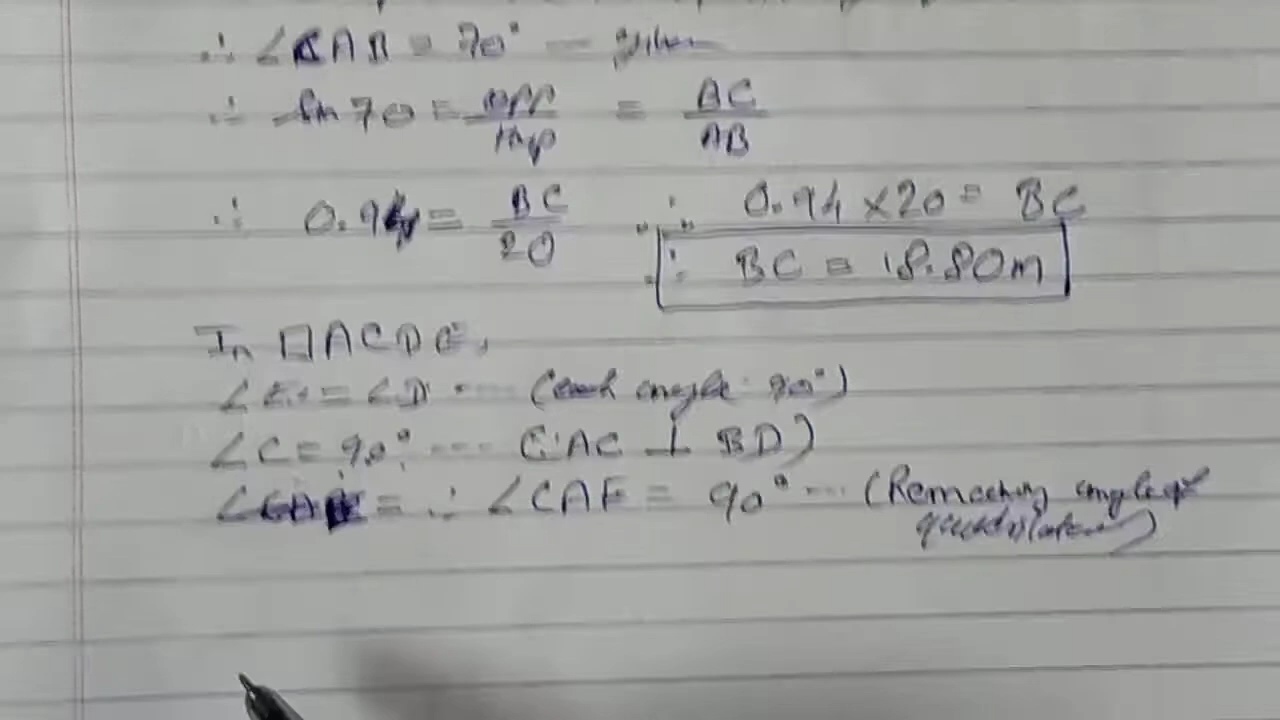 ∴ ∠CAB = 70° — given
∴ sin 70 = opp/Hyp = BC/AB
∴ 0.94 = BC/20 ∴ 0.94 × 20 = BC
∴ BC = 18.80m
In □ACDE,
∠E = ∠D ---- (each angle 90°)
∠C = 90° ---- (∵ AC ⊥ BD)
= ∴ ∠CAE = 90° --- (Remaining angle of
quadrilateral)